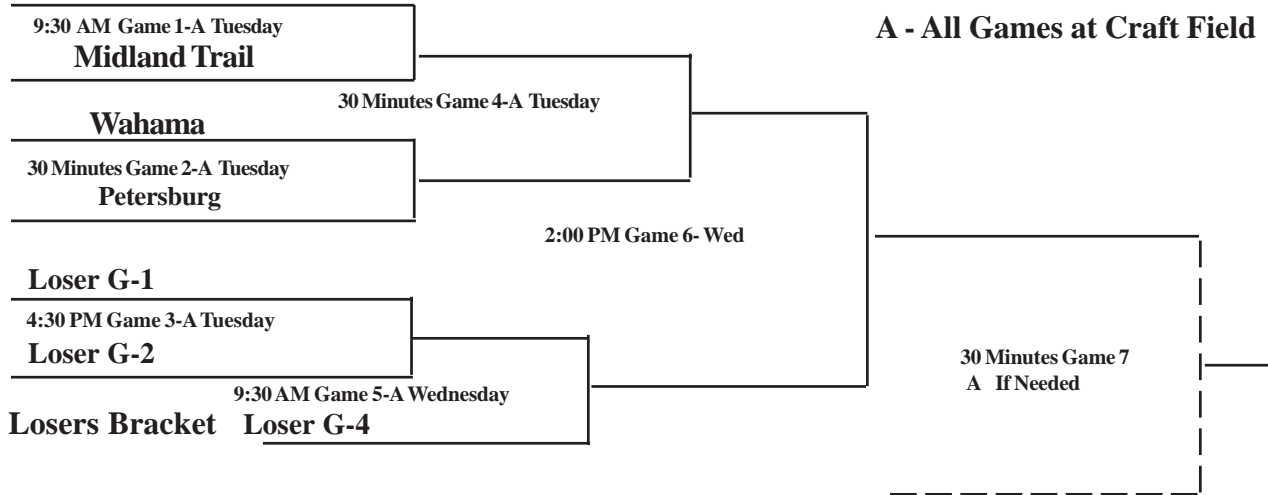 9:30 AM Game 1-A Tuesday
Midland Trail
A - All Games at Craft Field
30 Minutes Game 4-A Tuesday
Wahama
30 Minutes Game 2-A Tuesday
Petersburg
2:00 PM Game 6- Wed
Loser G-1
4:30 PM Game 3-A Tuesday
Loser G-2
30 Minutes Game 7
A If Needed
9:30 AM Game 5-A Wednesday
Losers Bracket Loser G-4